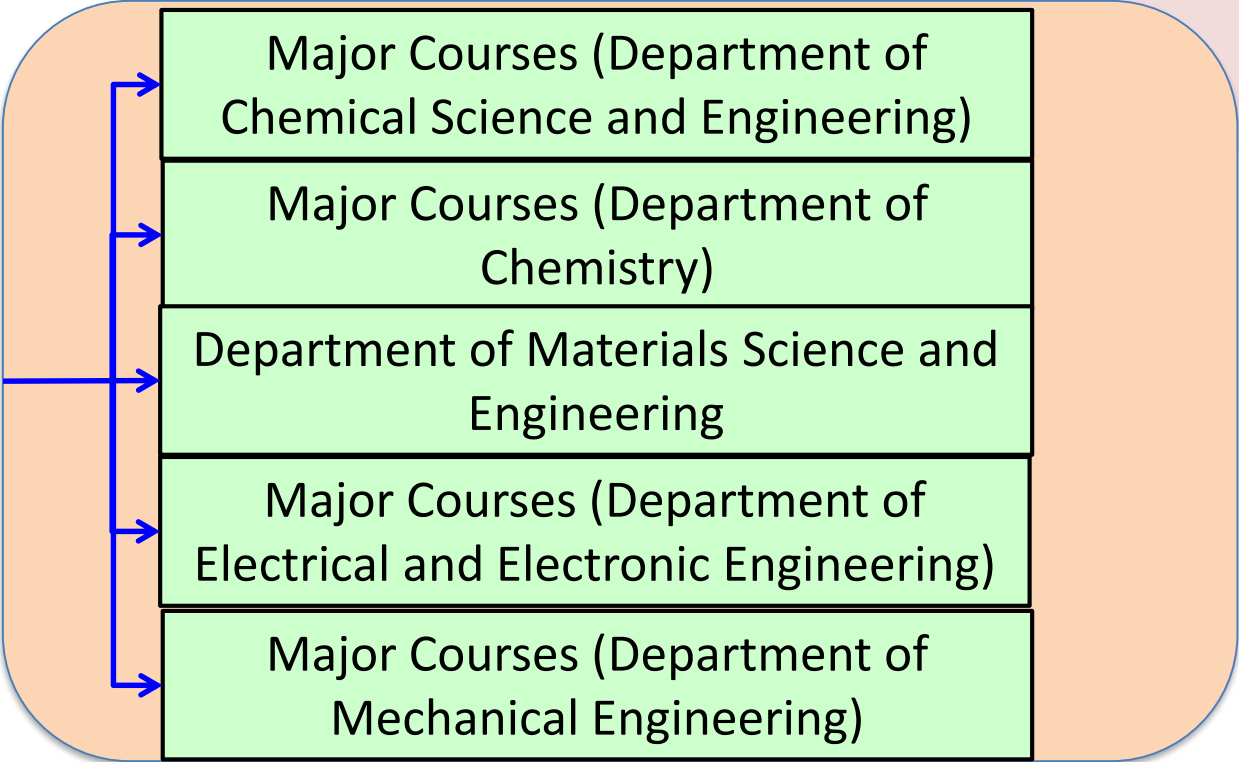 Major Courses (Department of
Chemical Science and Engineering)
Major Courses (Department of
Chemistry)
Department of Materials Science and
Engineering
Major Courses (Department of
Electrical and Electronic Engineering)
Major Courses (Department of
Mechanical Engineering)